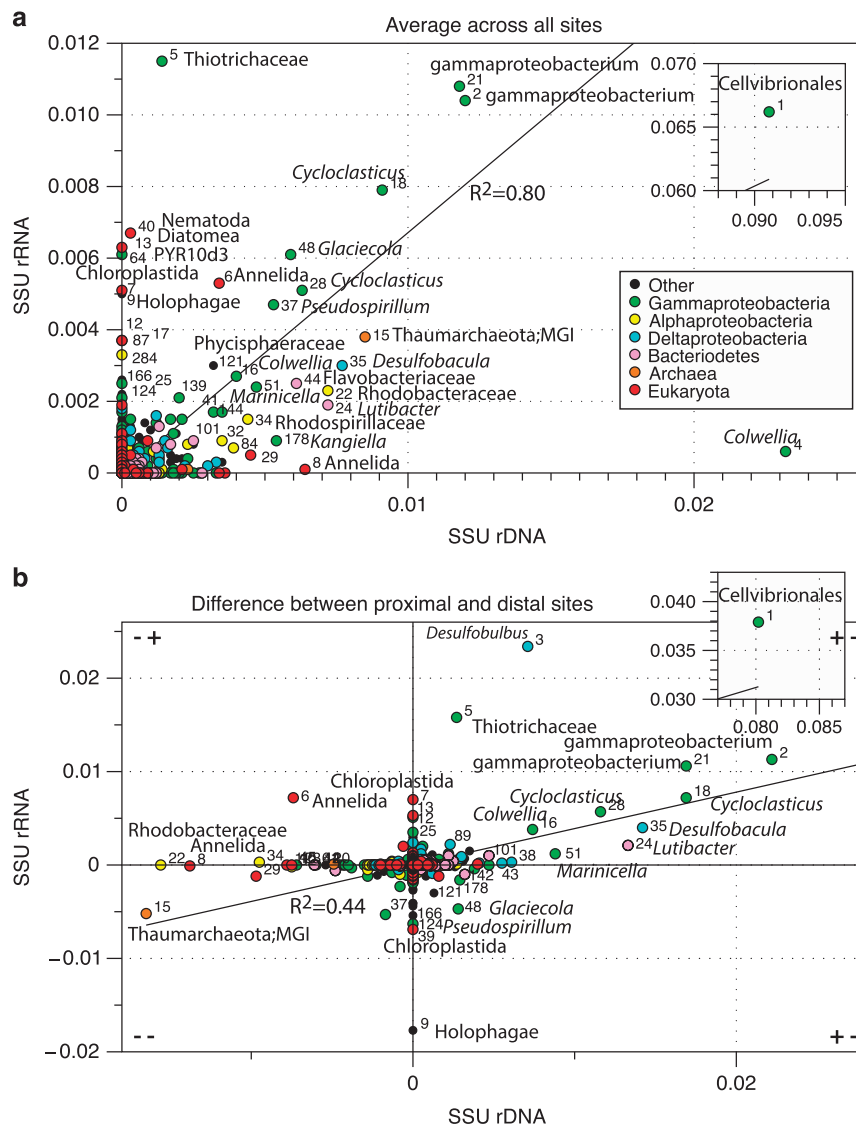 a
Average across all sites
0.012
0.010
0.008
0.006
0.004
0.002
0
SSU rRNA
0
0.01
0.02
SSU rDNA
5 Thiotrichaceae
gammaproteobacterium
21
2 gammaproteobacterium
Cycloclasticus
18
R²=0.80
40 Nematoda
13 Diatomea
64 PYR10d3
Chloroplastida
7
9 Holophagae
6 Annelida
48 Glaciecola
28 Cycloclasticus
37 Pseudospirillum
12
87 17
284
15 Thaumarchaeota;MGI
Phycisphaeraceae
121
16 Colwellia
35 Desulfobacula
166 25
124
139
51
44 Flavobacteriaceae
22 Rhodobacteraceae
Marinicella
24 Lutibacter
41
144
34 Rhodospirillaceae
101
32
84
178 Kangiella
29
8 Annelida
Colwellia
4
0.070
0.065
0.060
Cellvibrionales
1
0.090
0.095
Other
Gammaproteobacteria
Alphaproteobacteria
Deltaproteobacteria
Bacteriodetes
Archaea
Eukaryota
b
Difference between proximal and distal sites
- +
+ -
- -
+ -
0.02
0.01
0
−0.01
−0.02
SSU rRNA
0
0.02
SSU rDNA
0.040
0.035
0.030
Cellvibrionales
1
0.080
0.085
Desulfobulbus
3
5
Thiotrichaceae
gammaproteobacterium
2
gammaproteobacterium
21
Chloroplastida
7
13
12
25
6
Annelida
Cycloclasticus
28
18
Cycloclasticus
Colwellia
16
35 Desulfobacula
24 Lutibacter
89
101
38
43
51
Marinicella
Rhodobacteraceae
Annelida
22
8
34
29
142
178
121
R²=0.44
37
48
Glaciecola
166
124 Pseudospirillum
39
Chloroplastida
15
Thaumarchaeota;MGI
9 Holophagae